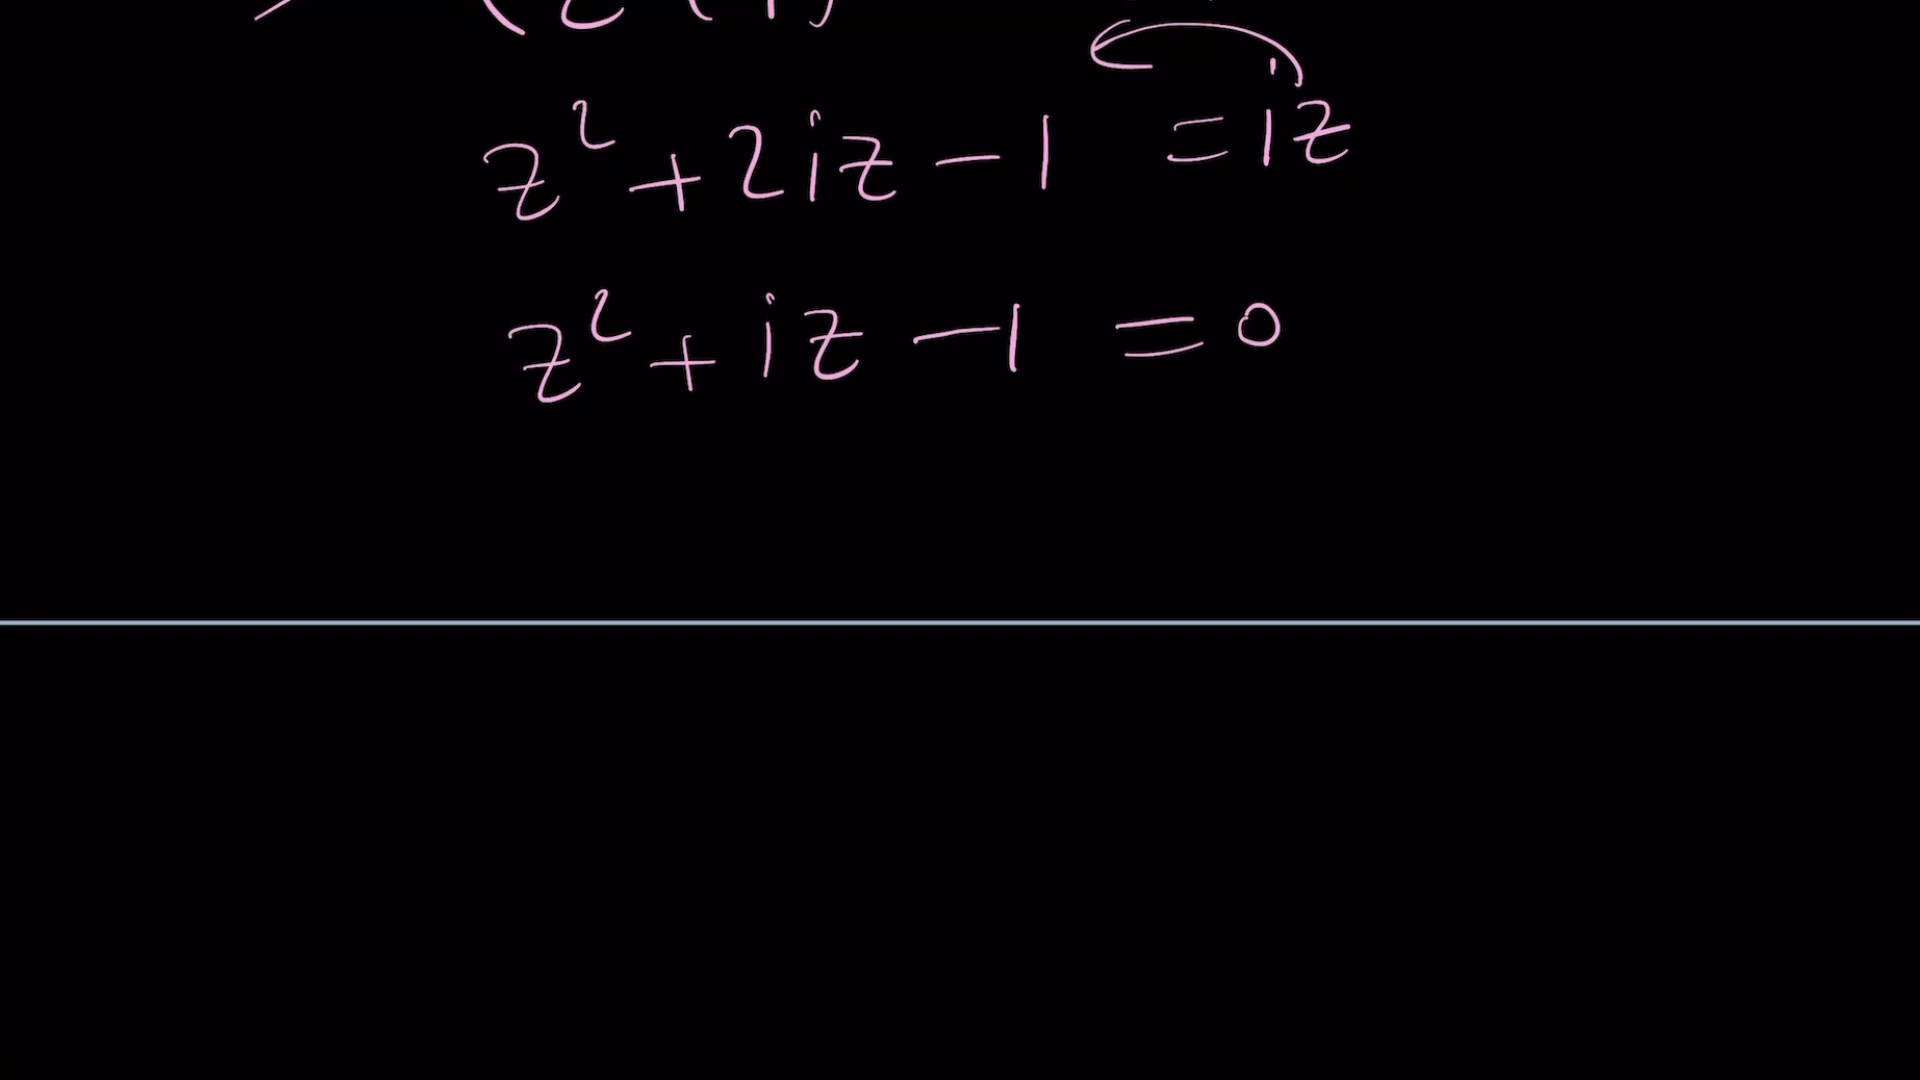 z² + 2iz - 1 = iz
z² + iz - 1 = 0